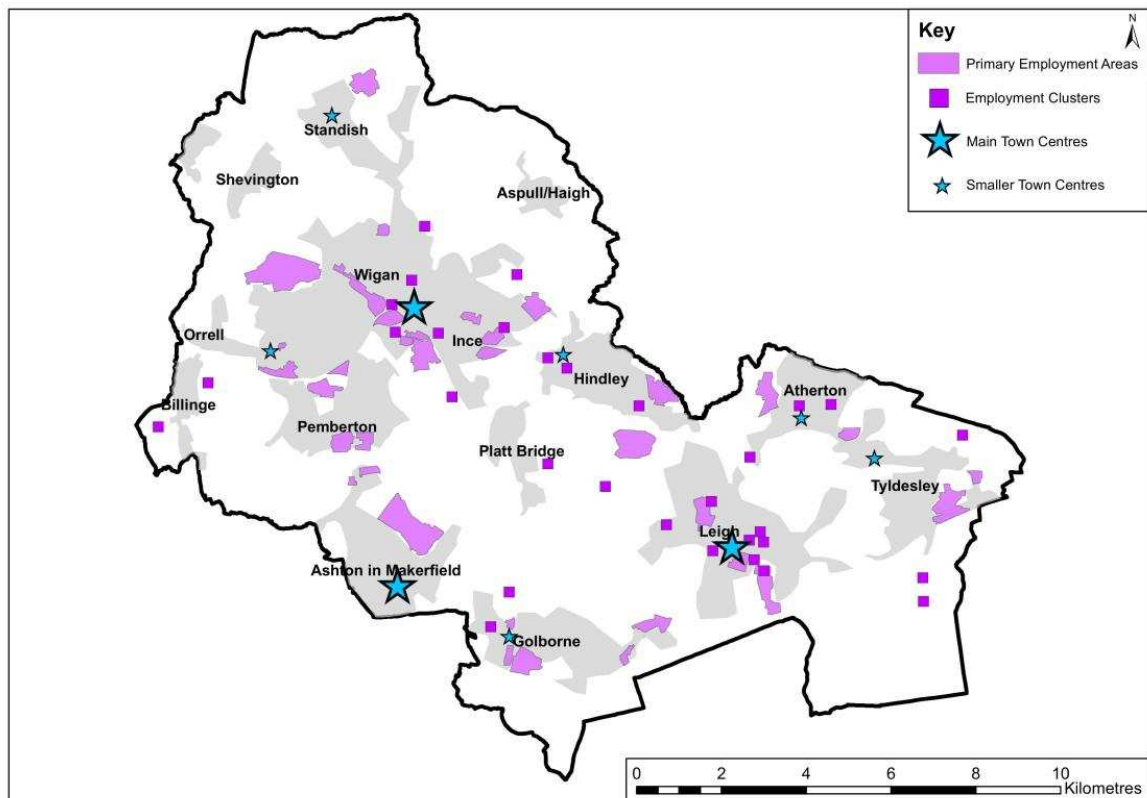 Key
N
Primary Employment Areas
Employment Clusters
Main Town Centres
Smaller Town Centres
Standish
Shevington
Aspull/Haigh
Wigan
Orrell
Ince
Hindley
Atherton
Billinge
Pemberton
Platt Bridge
Tyldesley
Leigh
Ashton in Makerfield
Golborne
0 2 4 6 8 10
Kilometres